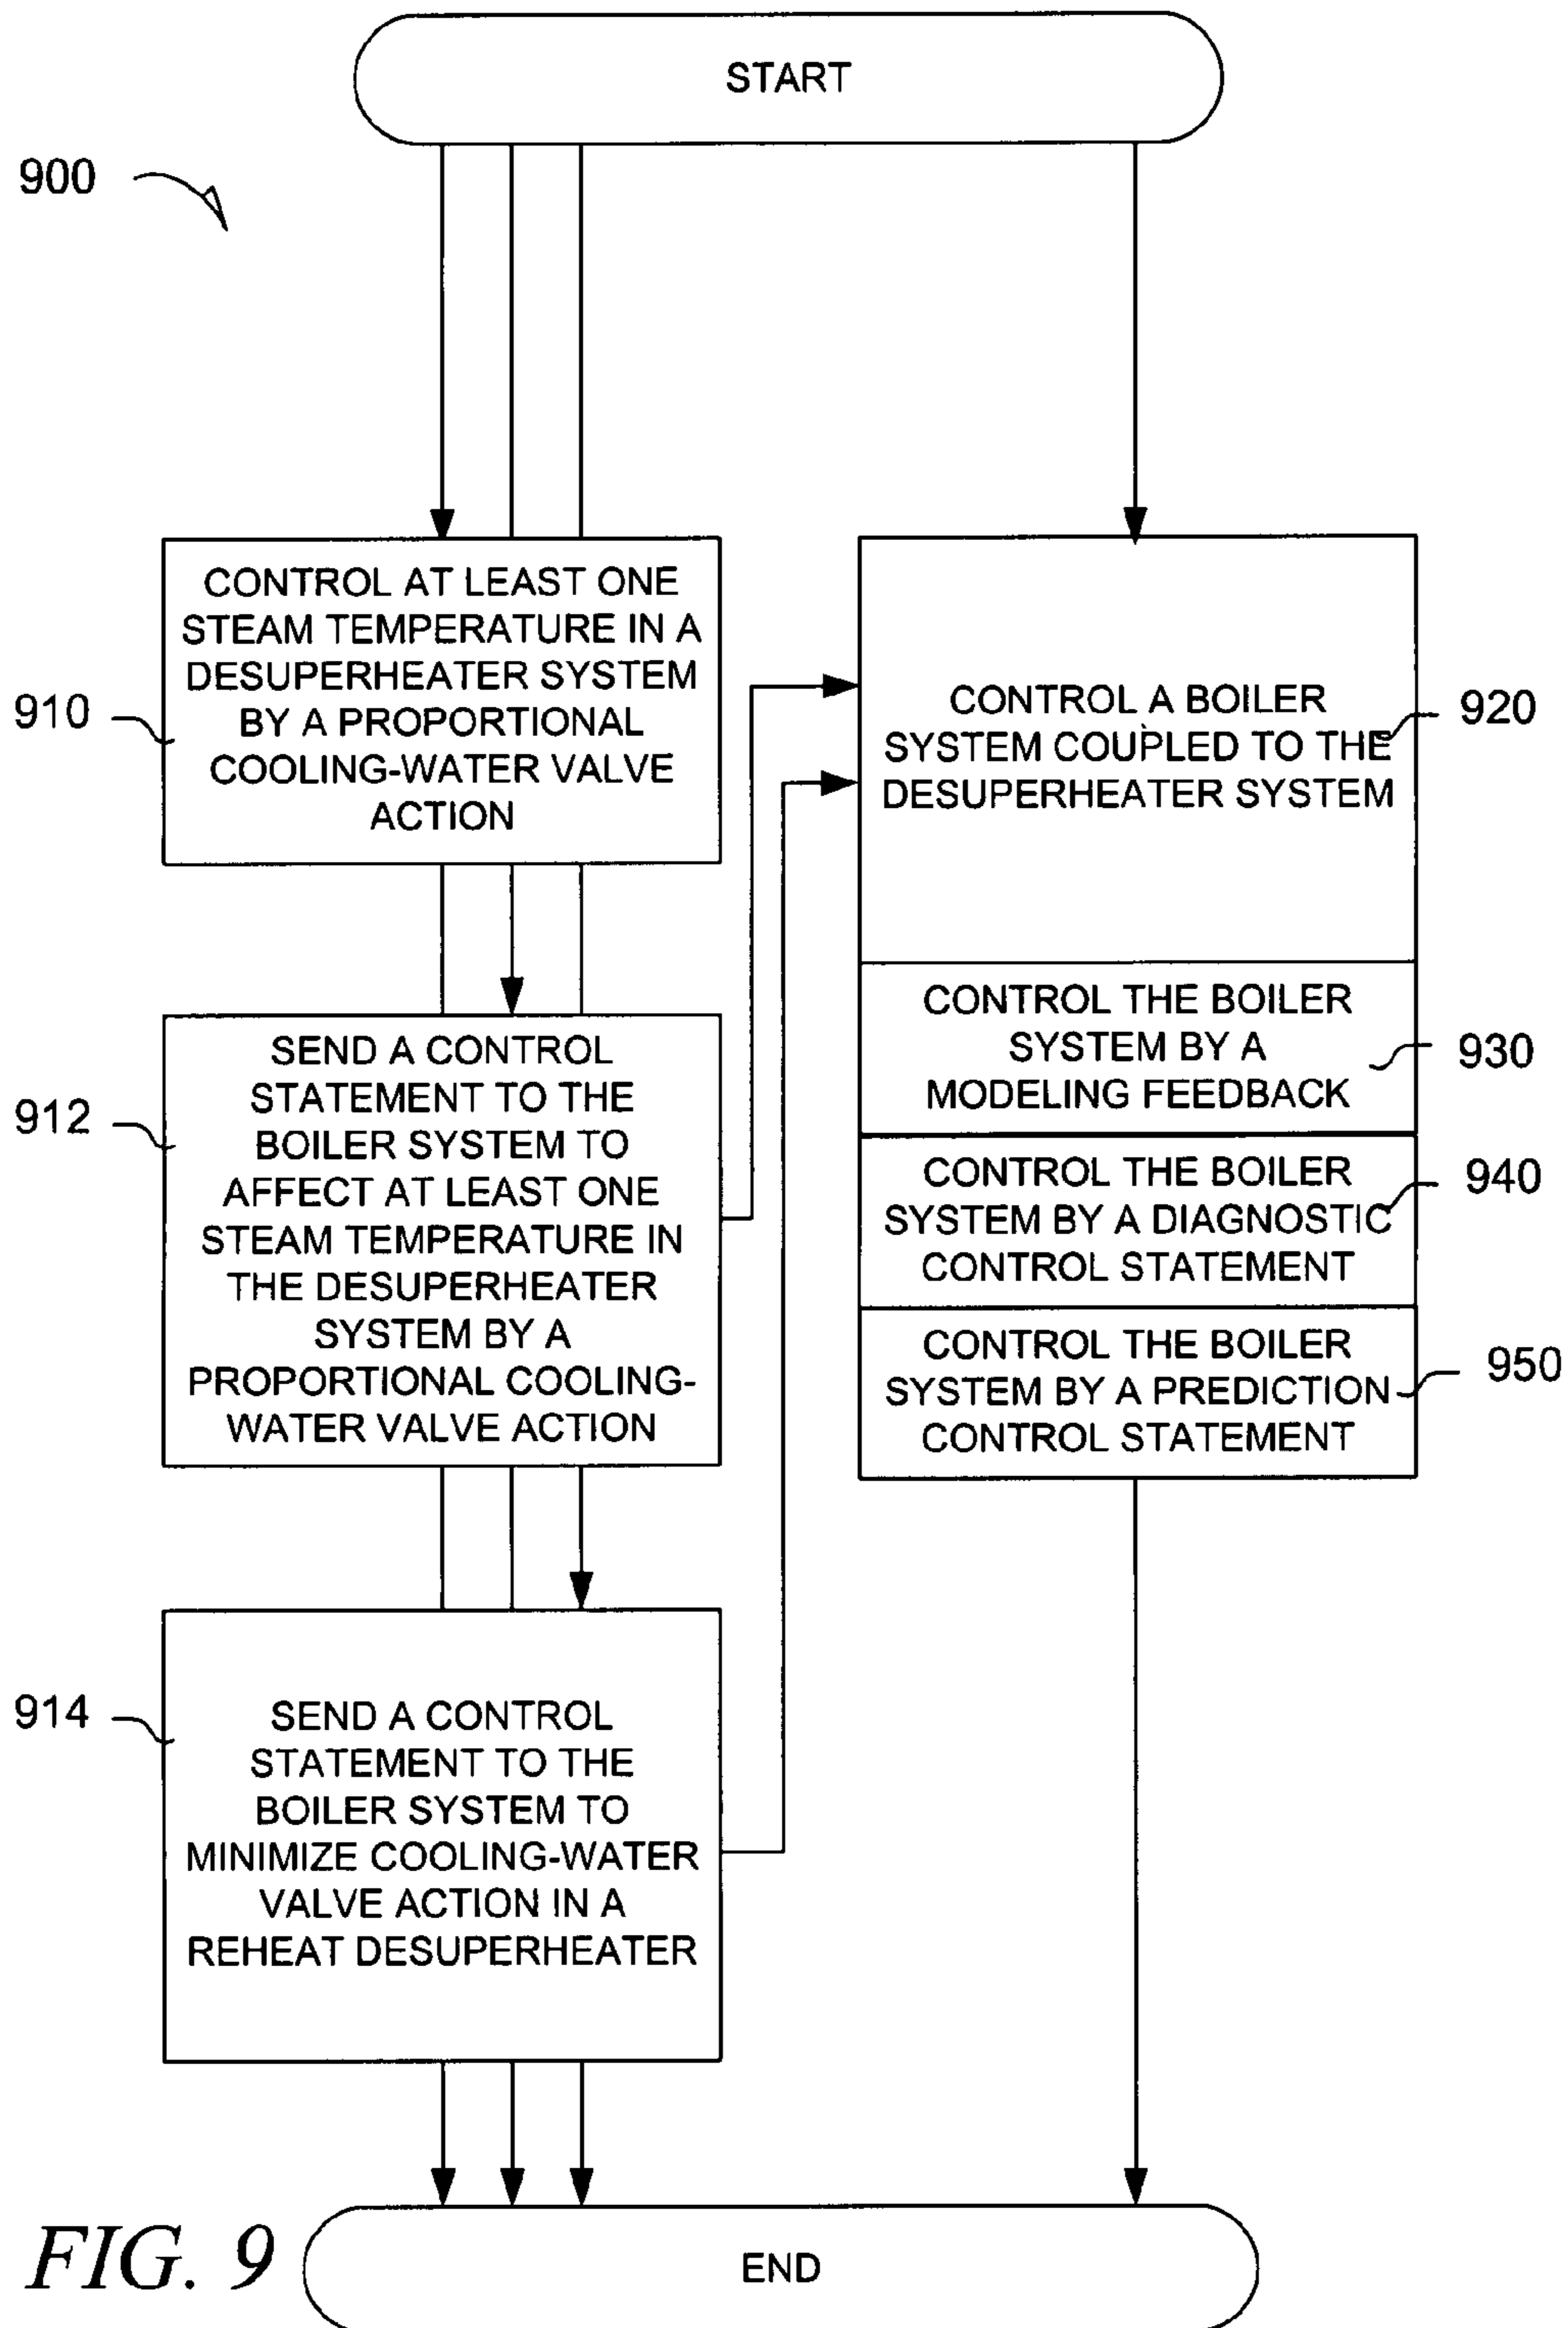 START
900
CONTROL AT LEAST ONE
STEAM TEMPERATURE IN A
DESUPERHEATER SYSTEM
BY A PROPORTIONAL
COOLING-WATER VALVE
ACTION
910
SEND A CONTROL
STATEMENT TO THE
BOILER SYSTEM TO
AFFECT AT LEAST ONE
STEAM TEMPERATURE IN
THE DESUPERHEATER
SYSTEM BY A
PROPORTIONAL COOLING-
WATER VALVE ACTION
912
SEND A CONTROL
STATEMENT TO THE
BOILER SYSTEM TO
MINIMIZE COOLING-WATER
VALVE ACTION IN A
REHEAT DESUPERHEATER
914
CONTROL A BOILER
SYSTEM COUPLED TO THE
DESUPERHEATER SYSTEM
920
CONTROL THE BOILER
SYSTEM BY A
MODELING FEEDBACK
930
CONTROL THE BOILER
SYSTEM BY A DIAGNOSTIC
CONTROL STATEMENT
940
CONTROL THE BOILER
SYSTEM BY A PREDICTION
CONTROL STATEMENT
950
END
FIG. 9